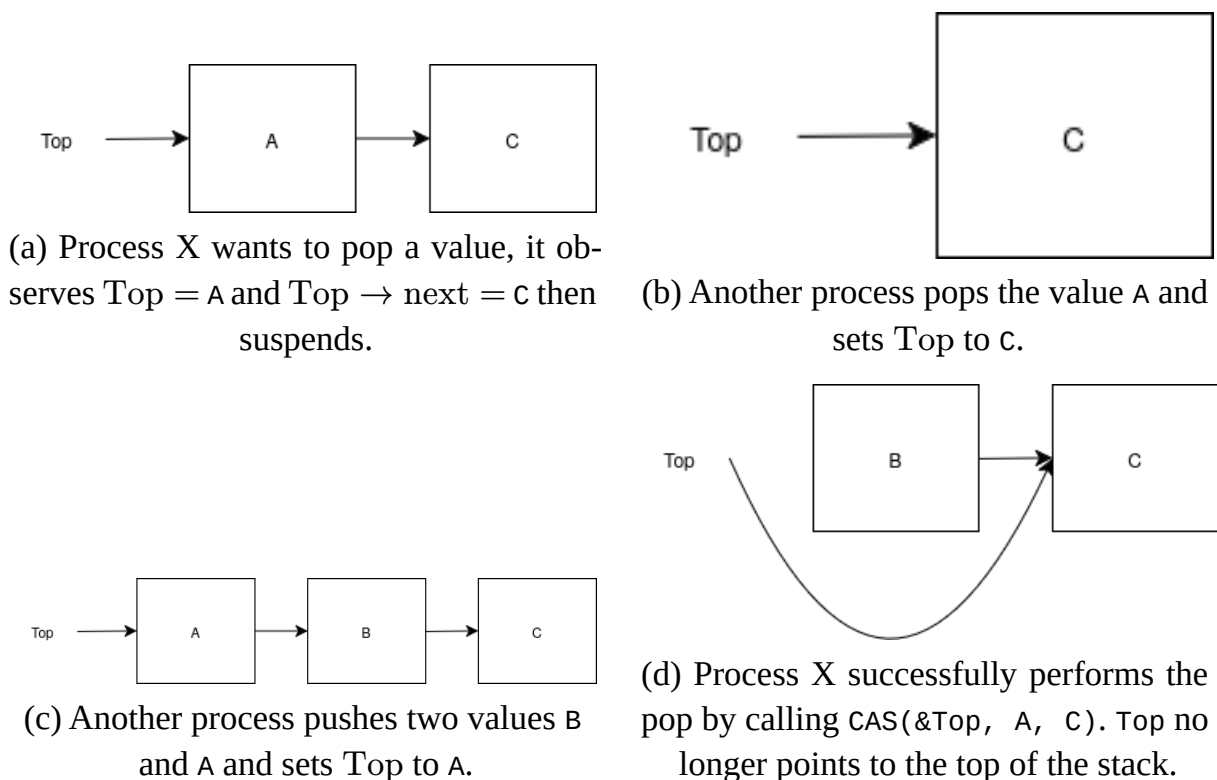 Top
A
C
(a) Process X wants to pop a value, it ob-
serves Top = A and Top → next = C then
suspends.
Top
C
(b) Another process pops the value A and
sets Top to C.
Top
A
B
C
(c) Another process pushes two values B
and A and sets Top to A.
Top
B
C
(d) Process X successfully performs the
pop by calling CAS(&Top, A, C). Top no
longer points to the top of the stack.